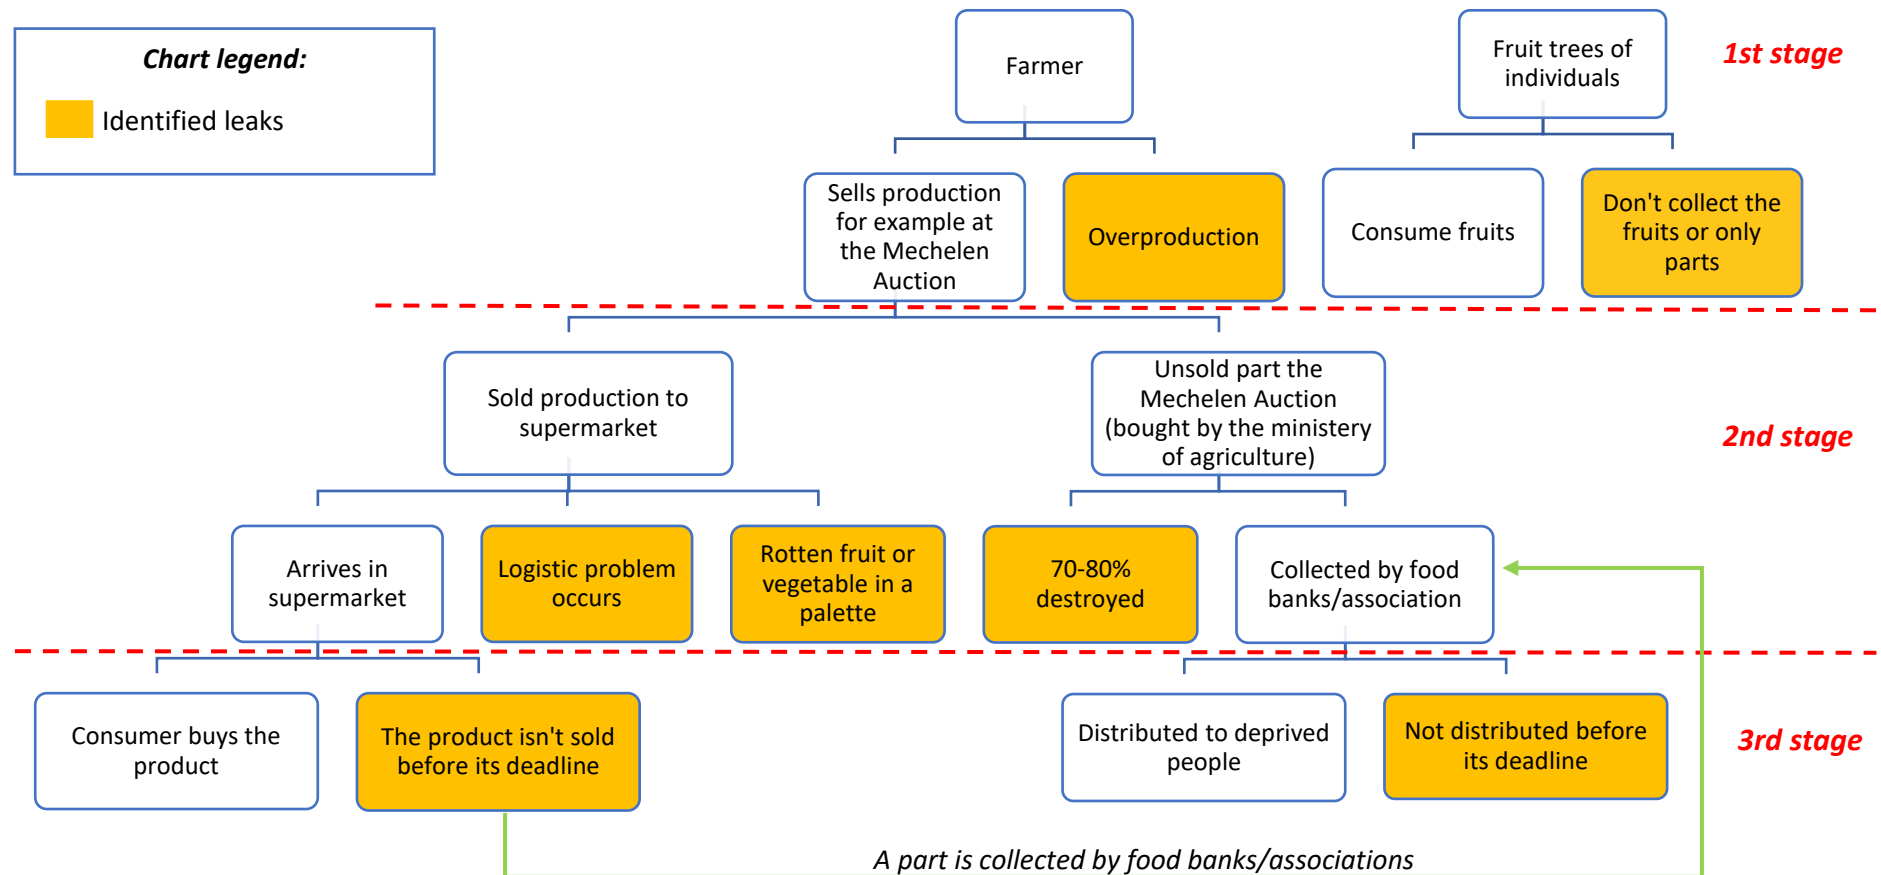 Chart legend:
Identified leaks
Farmer
Fruit trees of
individuals
1st stage
Sells production
for example at
the Mechelen
Auction
Overproduction
Consume fruits
Don't collect the
fruits or only
parts
Sold production to
supermarket
Unsold part the
Mechelen Auction
(bought by the ministery
of agriculture)
2nd stage
Arrives in
supermarket
Logistic problem
occurs
Rotten fruit or
vegetable in a
palette
70-80%
destroyed
Collected by food
banks/association
Consumer buys the
product
The product isn't sold
before its deadline
Distributed to deprived
people
Not distributed before
its deadline
3rd stage
A part is collected by food banks/associations